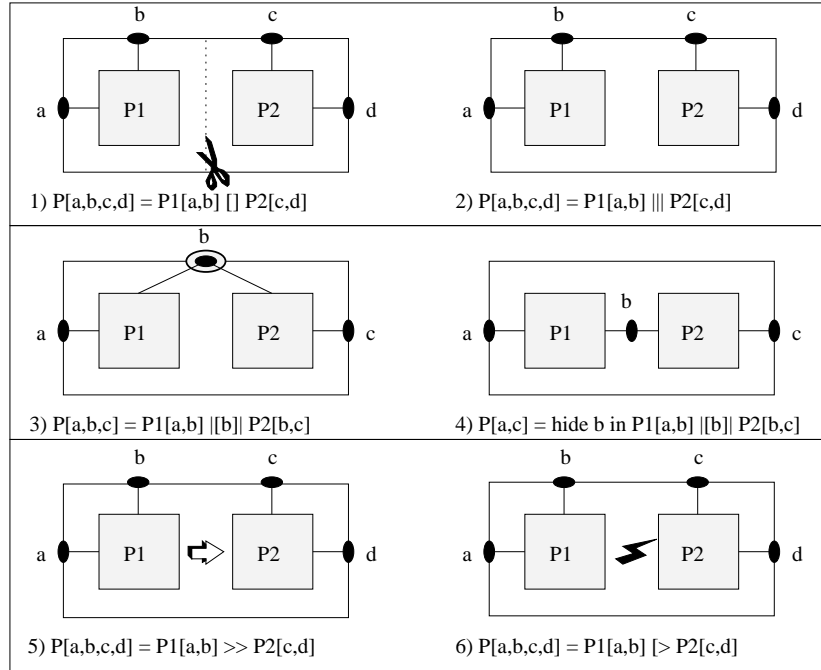 b c b c
a P1 P2 d a P1 P2 d
1) P[a,b,c,d] = P1[a,b] [] P2[c,d] 2) P[a,b,c,d] = P1[a,b] ||| P2[c,d]
b
b
a P1 P2 c a P1 P2 c
3) P[a,b,c] = P1[a,b] |[b]| P2[b,c] 4) P[a,c] = hide b in P1[a,b] |[b]| P2[b,c]
b c b c
a P1 P2 d a P1 P2 d
5) P[a,b,c,d] = P1[a,b] >> P2[c,d] 6) P[a,b,c,d] = P1[a,b] [> P2[c,d]